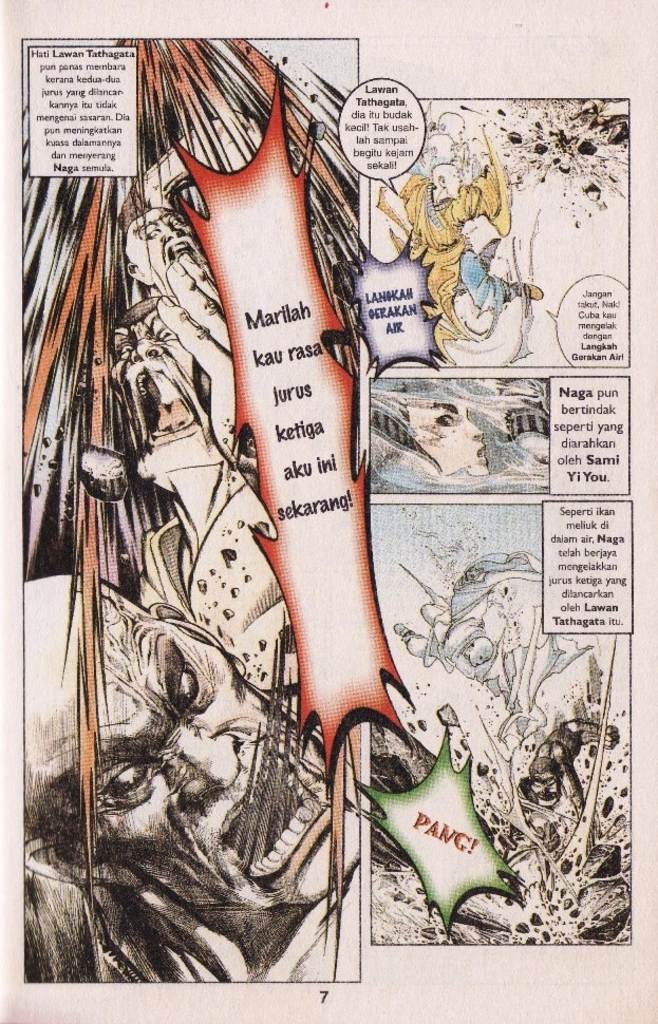 Hati Lawan Tathagata
pun panas membara
kerana kedua-dua
jurus yang dilancar-
kannya itu tidak
mengenai sasaran. Dia
pun meningkatkan
kuasa dalamannya
dan menyerang
Naga semula.
Marilah
kau rasa
jurus
ketiga
aku ini
sekarang!
Lawan
Tathagata,
dia itu budak
kecil! Tak usah-
lah sampai
begitu kejam
sekali!
LANGKAH
GERAKAN
AIR
Jangan
takut, Nak!
Cuba kau
mengelak
dengan
Langkah
Gerakan Air!
Naga pun
bertindak
seperti yang
diarahkan
oleh Sami
Yi You.
Seperti ikan
meliuk di
dalam air, Naga
telah berjaya
mengelakkan
jurus ketiga yang
dilancarkan
oleh Lawan
Tathagata itu.
PANG!
7